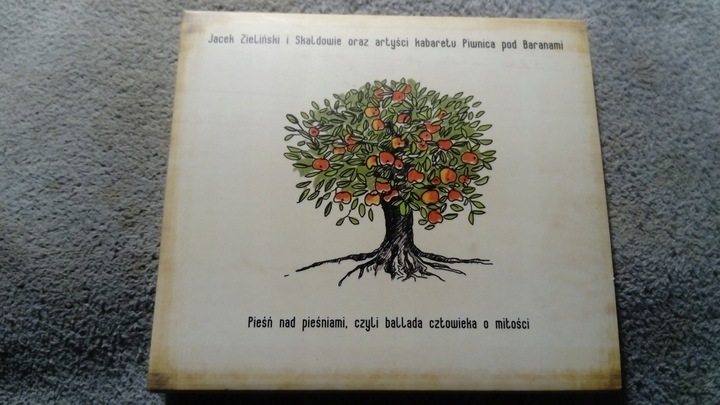 Jacek Zieliński i Skaldowie oraz artyści kabaretu Piwnica pod Baranami
Pieśń nad pieśniami, czyli ballada człowieka o miłości